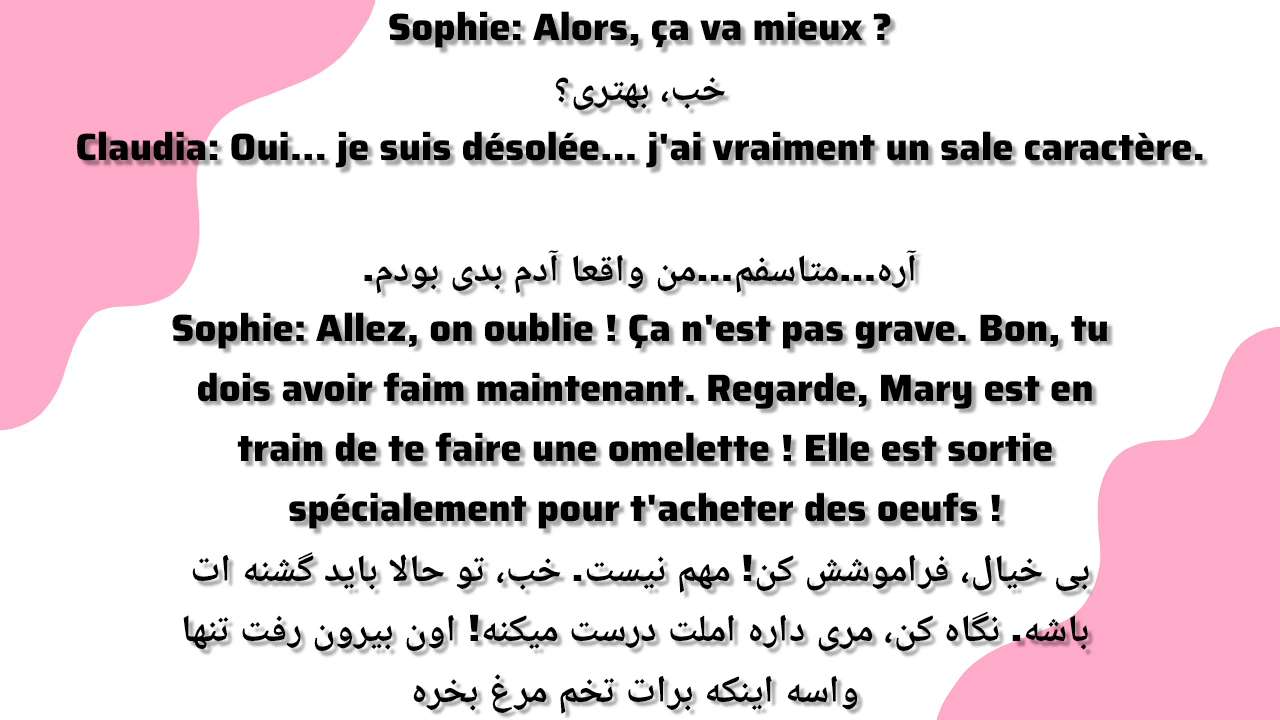 Sophie: Alors, ça va mieux ?
خب، بهتری؟
Claudia: Oui... je suis désolée... j'ai vraiment un sale caractère.
آره...متاسفم...من واقعا آدم بدی بودم.
Sophie: Allez, on oublie ! Ça n'est pas grave. Bon, tu
dois avoir faim maintenant. Regarde, Mary est en
train de te faire une omelette ! Elle est sortie
spécialement pour t'acheter des oeufs !
بی خیال، فراموشش کن! مهم نیست. خب، تو حالا باید گشنه ات
باشه. نگاه کن، مری داره املت درست میکنه! اون بیرون رفت تنها
واسه اینکه برات تخم مرغ بخره